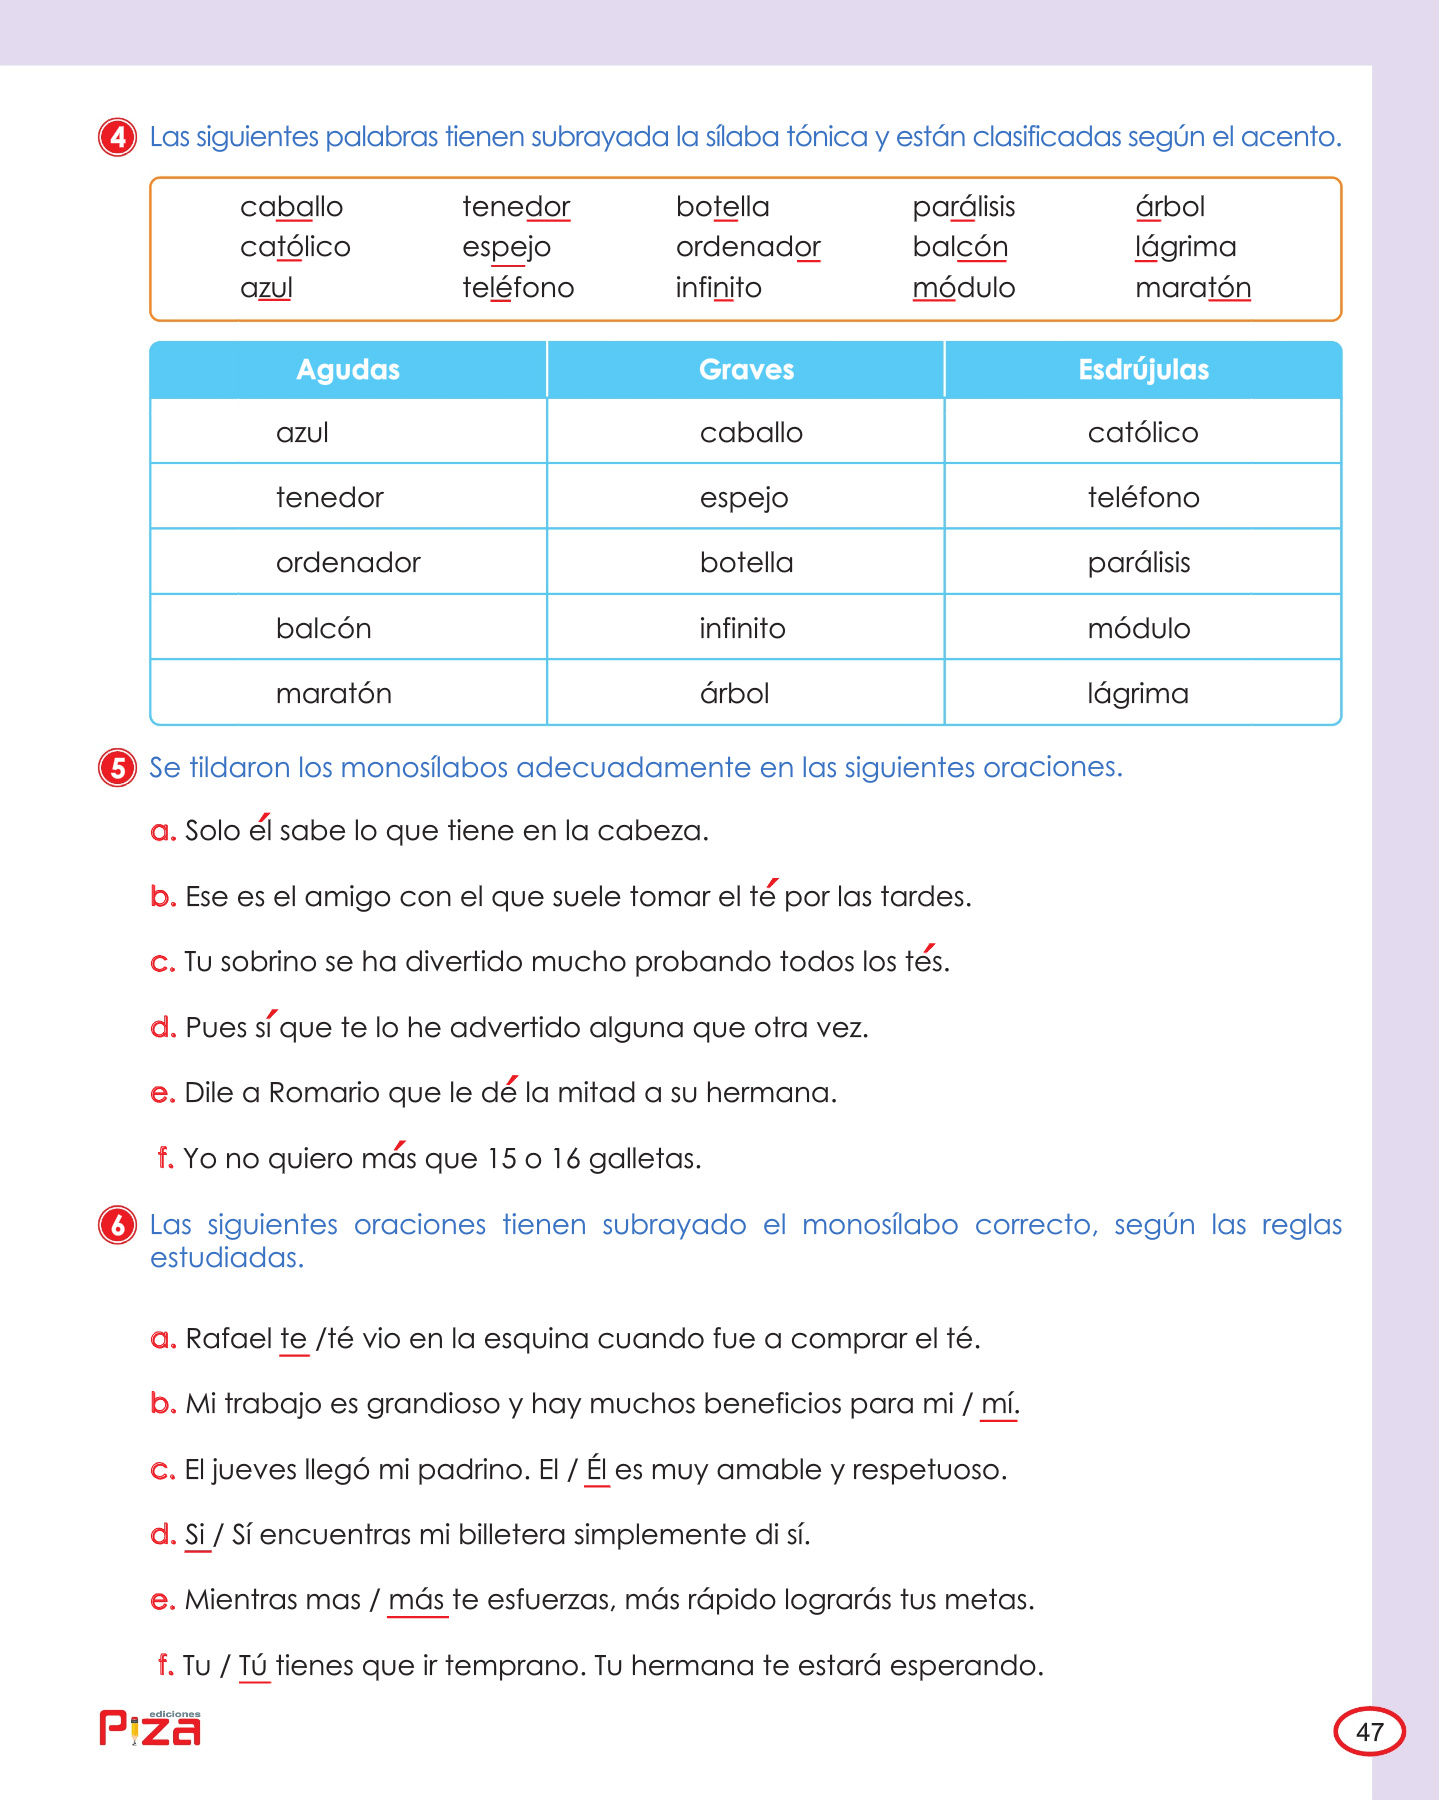 4 Las siguientes palabras tienen subrayada la sílaba tónica y están clasificadas según el acento.
caballo tenedor botella parálisis árbol
católico espejo ordenador balcón lágrima
azul teléfono infinito módulo maratón
Agudas Graves Esdrújulas
azul caballo católico
tenedor espejo teléfono
ordenador botella parálisis
balcón infinito módulo
maratón árbol lágrima
5 Se tildaron los monosílabos adecuadamente en las siguientes oraciones.
a. Solo él sabe lo que tiene en la cabeza.
b. Ese es el amigo con el que suele tomar el té por las tardes.
c. Tu sobrino se ha divertido mucho probando todos los tés.
d. Pues sí que te lo he advertido alguna que otra vez.
e. Dile a Romario que le dé la mitad a su hermana.
f. Yo no quiero más que 15 o 16 galletas.
6 Las siguientes oraciones tienen subrayado el monosílabo correcto, según las reglas
estudiadas.
a. Rafael te /té vio en la esquina cuando fue a comprar el té.
b. Mi trabajo es grandioso y hay muchos beneficios para mi / mí.
c. El jueves llegó mi padrino. El / Él es muy amable y respetuoso.
d. Si / Sí encuentras mi billetera simplemente di sí.
e. Mientras mas / más te esfuerzas, más rápido lograrás tus metas.
f. Tu / Tú tienes que ir temprano. Tu hermana te estará esperando.
ediciones
Piza
47